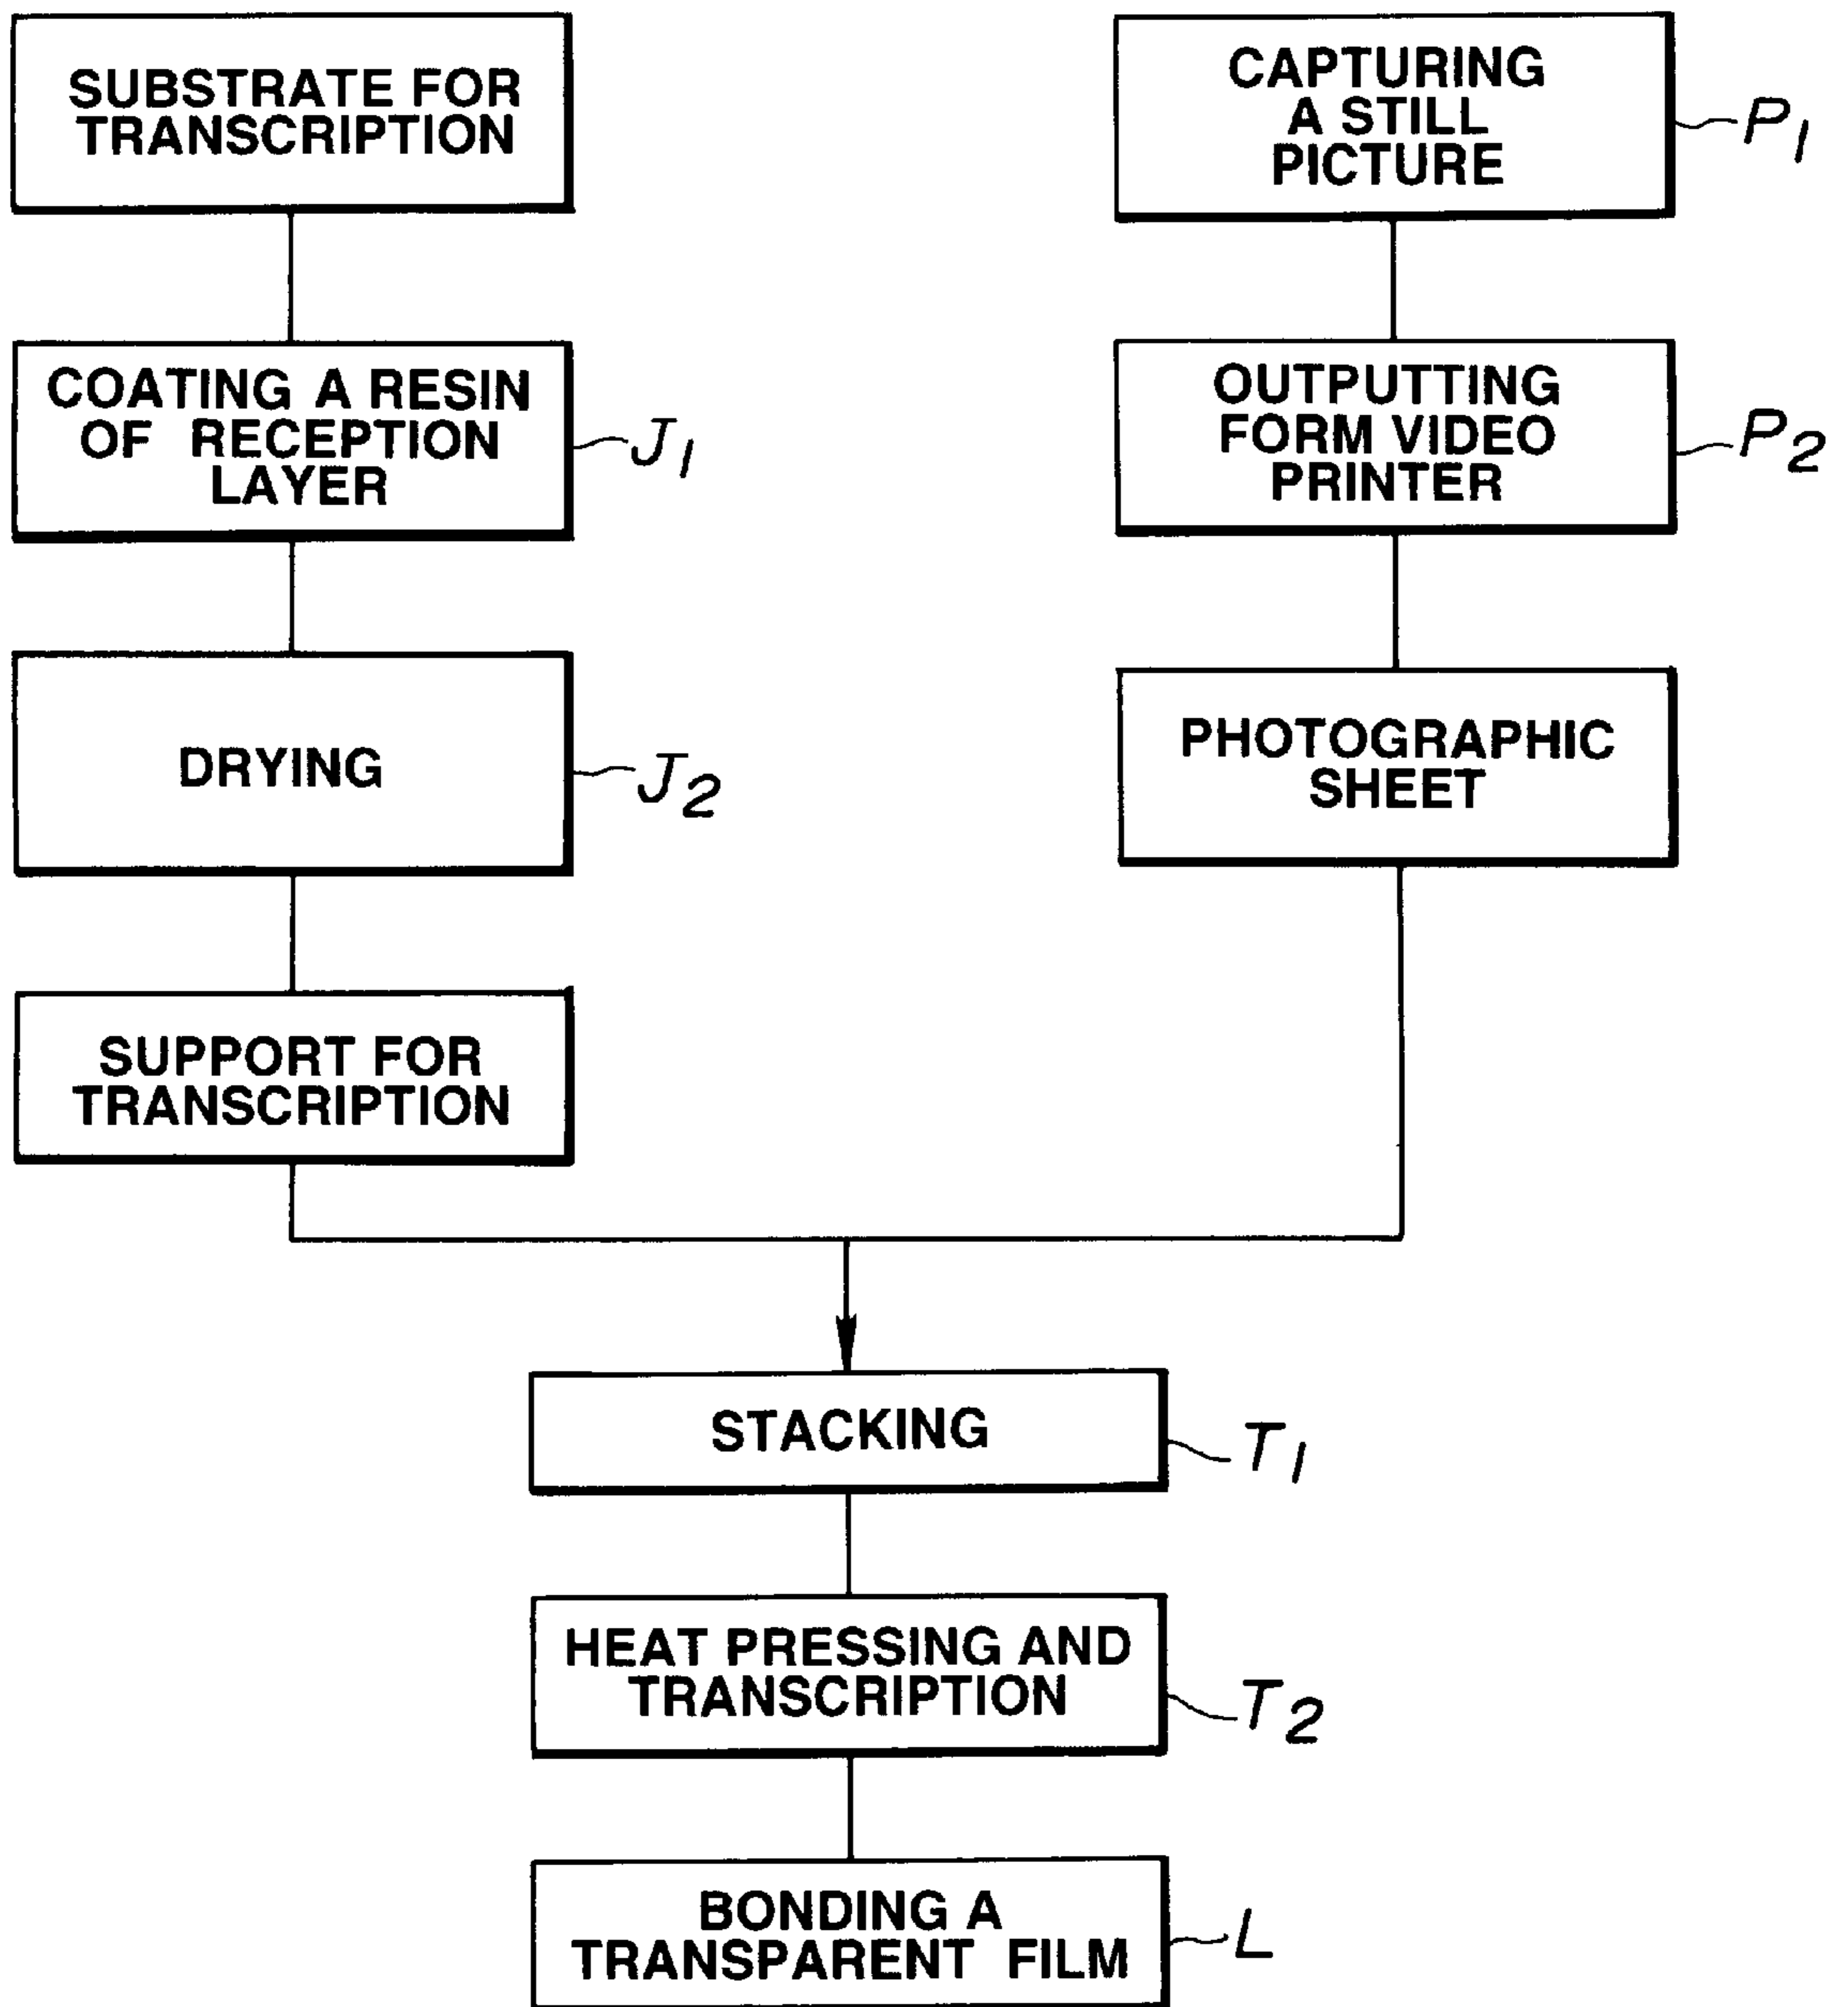 SUBSTRATE FOR
TRANSCRIPTION
COATING A RESIN
OF RECEPTION
LAYER
J1
DRYING
J2
SUPPORT FOR
TRANSCRIPTION
CAPTURING
A STILL
PICTURE
P1
OUTPUTTING
FORM VIDEO
PRINTER
P2
PHOTOGRAPHIC
SHEET
STACKING
T1
HEAT PRESSING AND
TRANSCRIPTION
T2
BONDING A
TRANSPARENT FILM
L